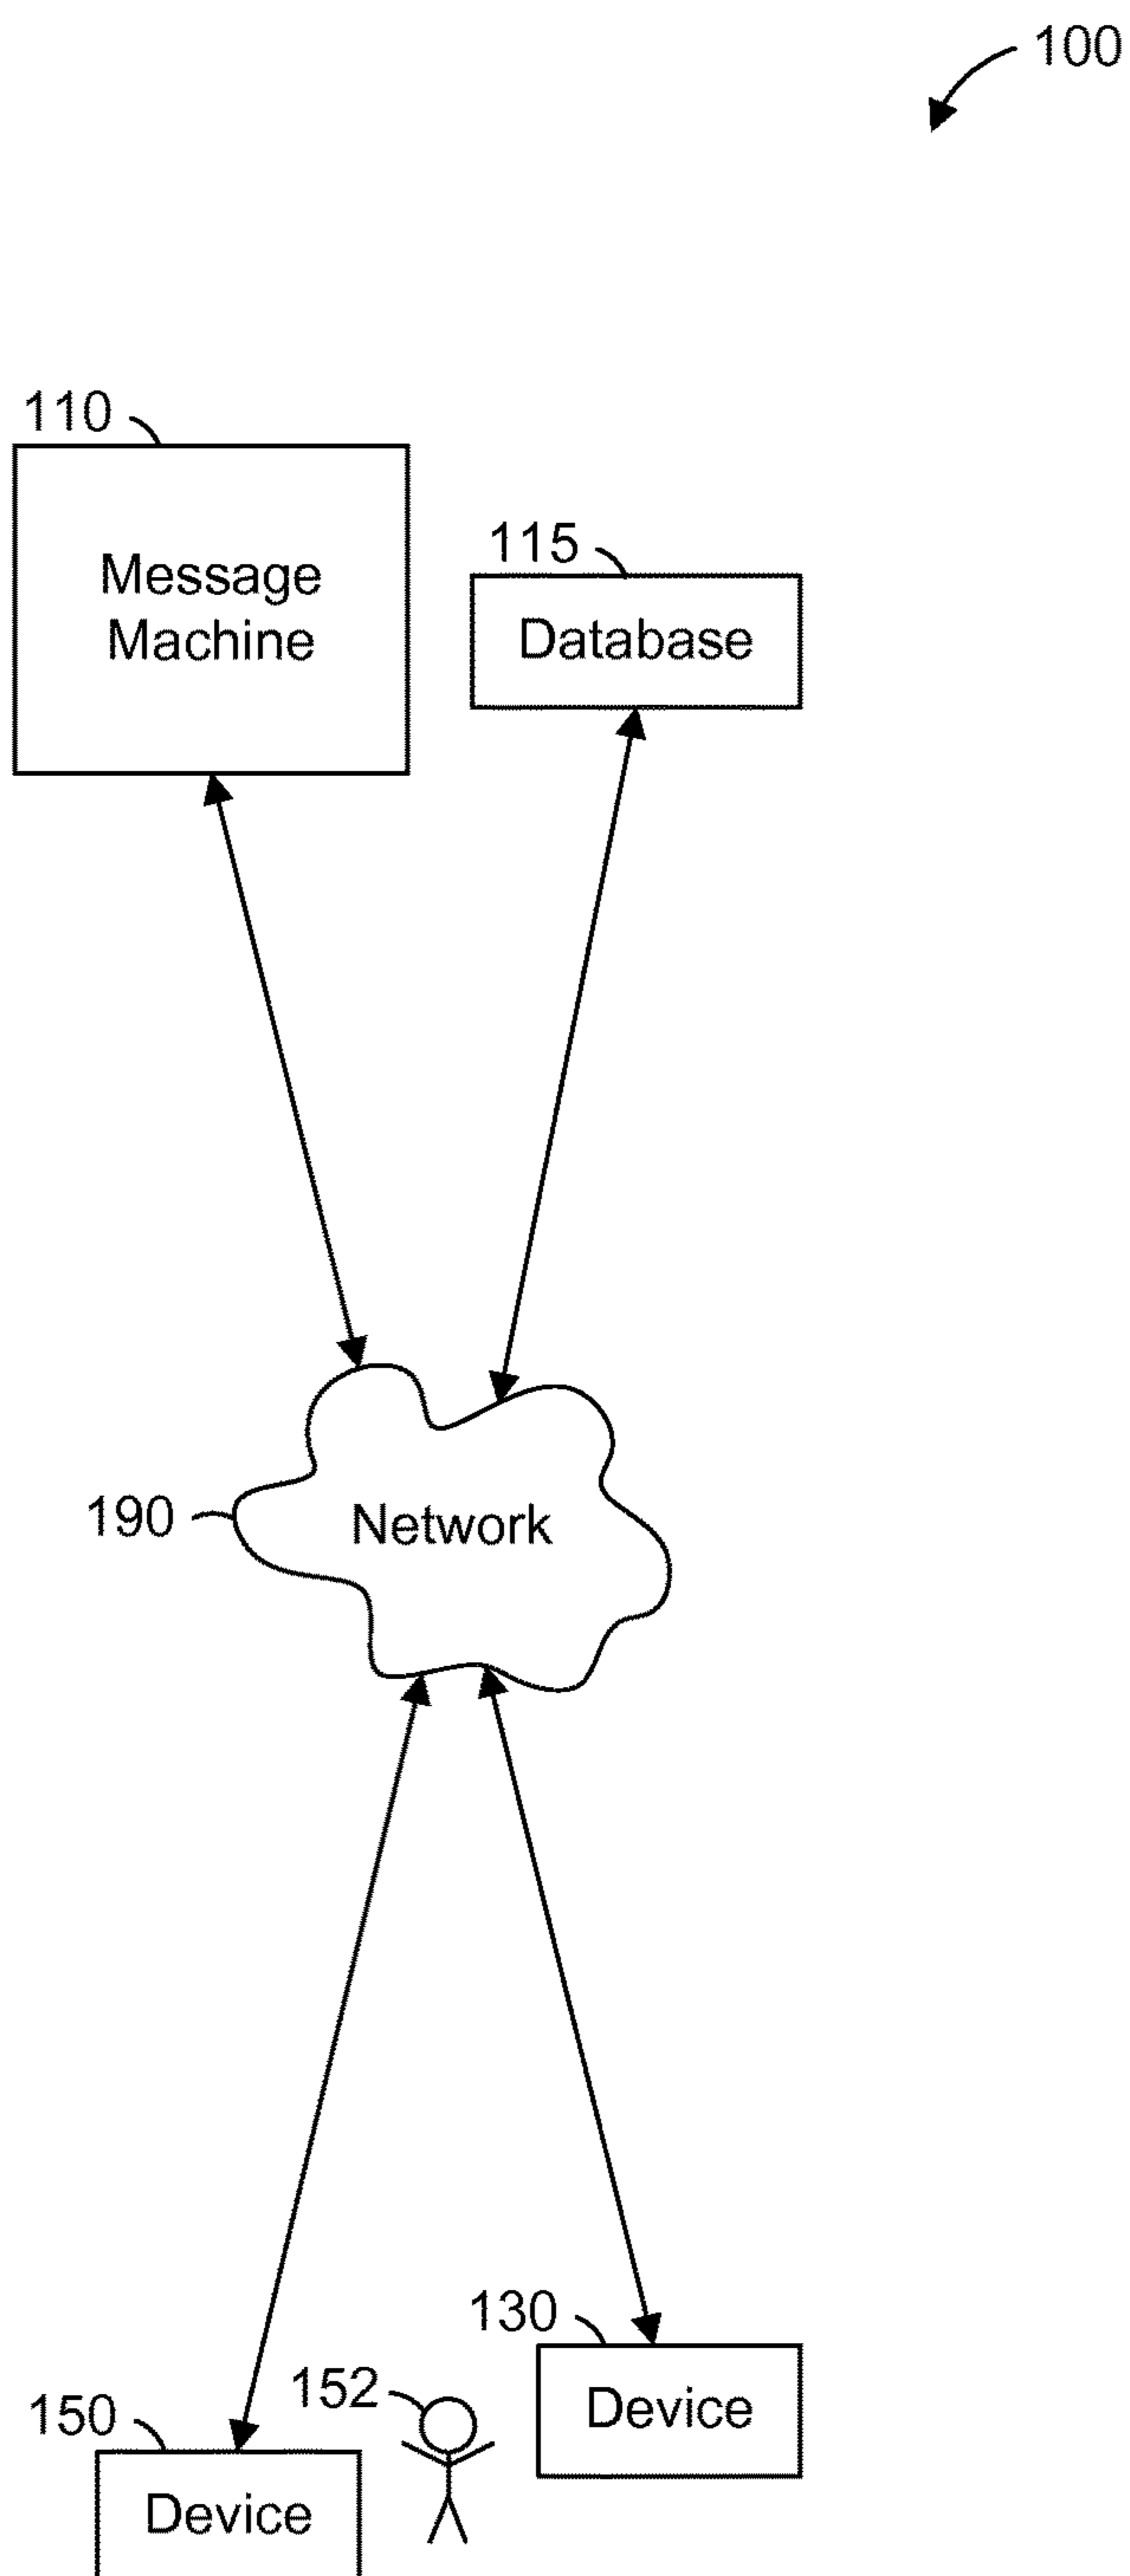 100
110
Message
Machine
115
Database
190
Network
130
Device
152
150
Device